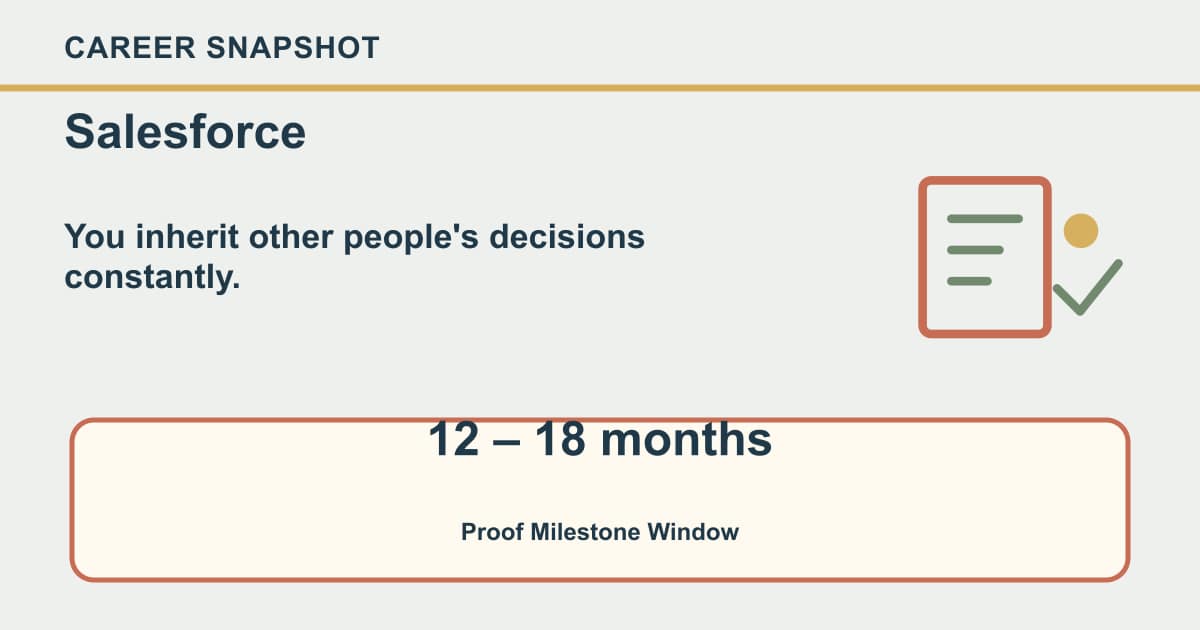 CAREER SNAPSHOT
Salesforce
You inherit other people's decisions
constantly.
12 – 18 months
Proof Milestone Window